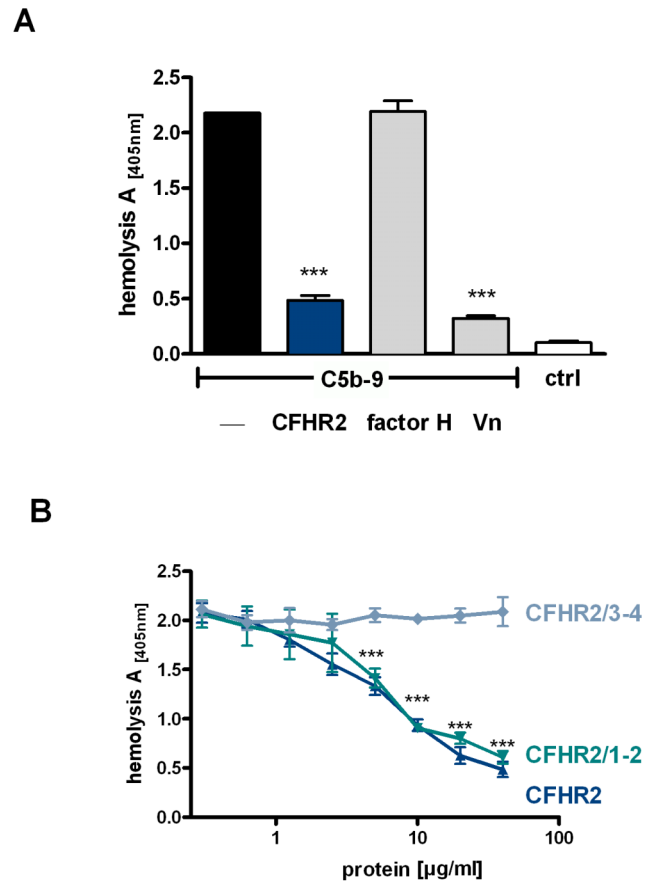 A
hemolysis A [405nm]
2.5
2.0
1.5
1.0
0.5
0.0
***
***
C5b-9
ctrl
— CFHR2 factor H Vn
B
hemolysis A [405nm]
2.5
2.0
1.5
1.0
0.5
0.0
CFHR2/3-4
***
***
***
***
CFHR2/1-2
CFHR2
1 10 100
protein [µg/ml]